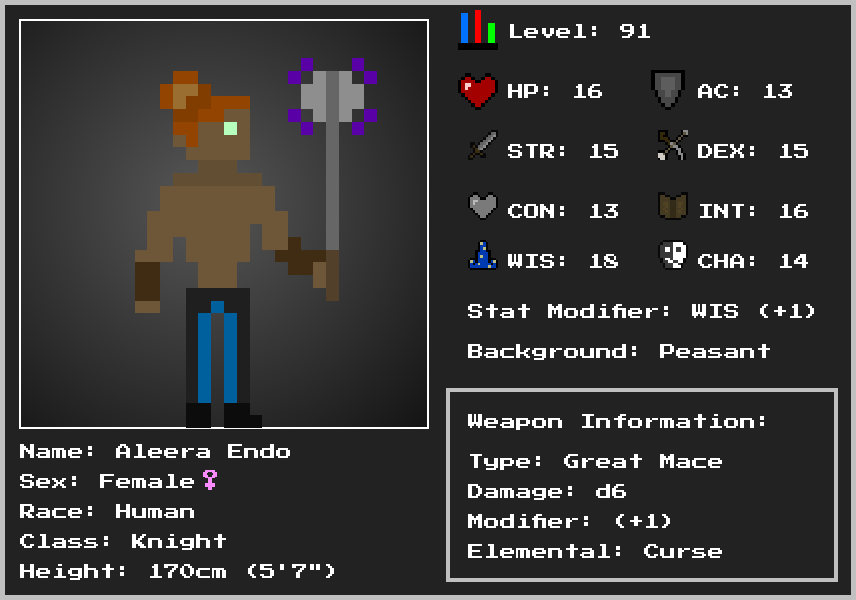 Level: 91
HP: 16
AC: 13
STR: 15
DEX: 15
CON: 13
INT: 16
WIS: 18
CHA: 14
Stat Modifier: WIS (+1)
Background: Peasant
Weapon Information:
Type: Great Mace
Damage: d6
Modifier: (+1)
Elemental: Curse
Name: Aleera Endo
Sex: Female♀
Race: Human
Class: Knight
Height: 170cm (5'7")